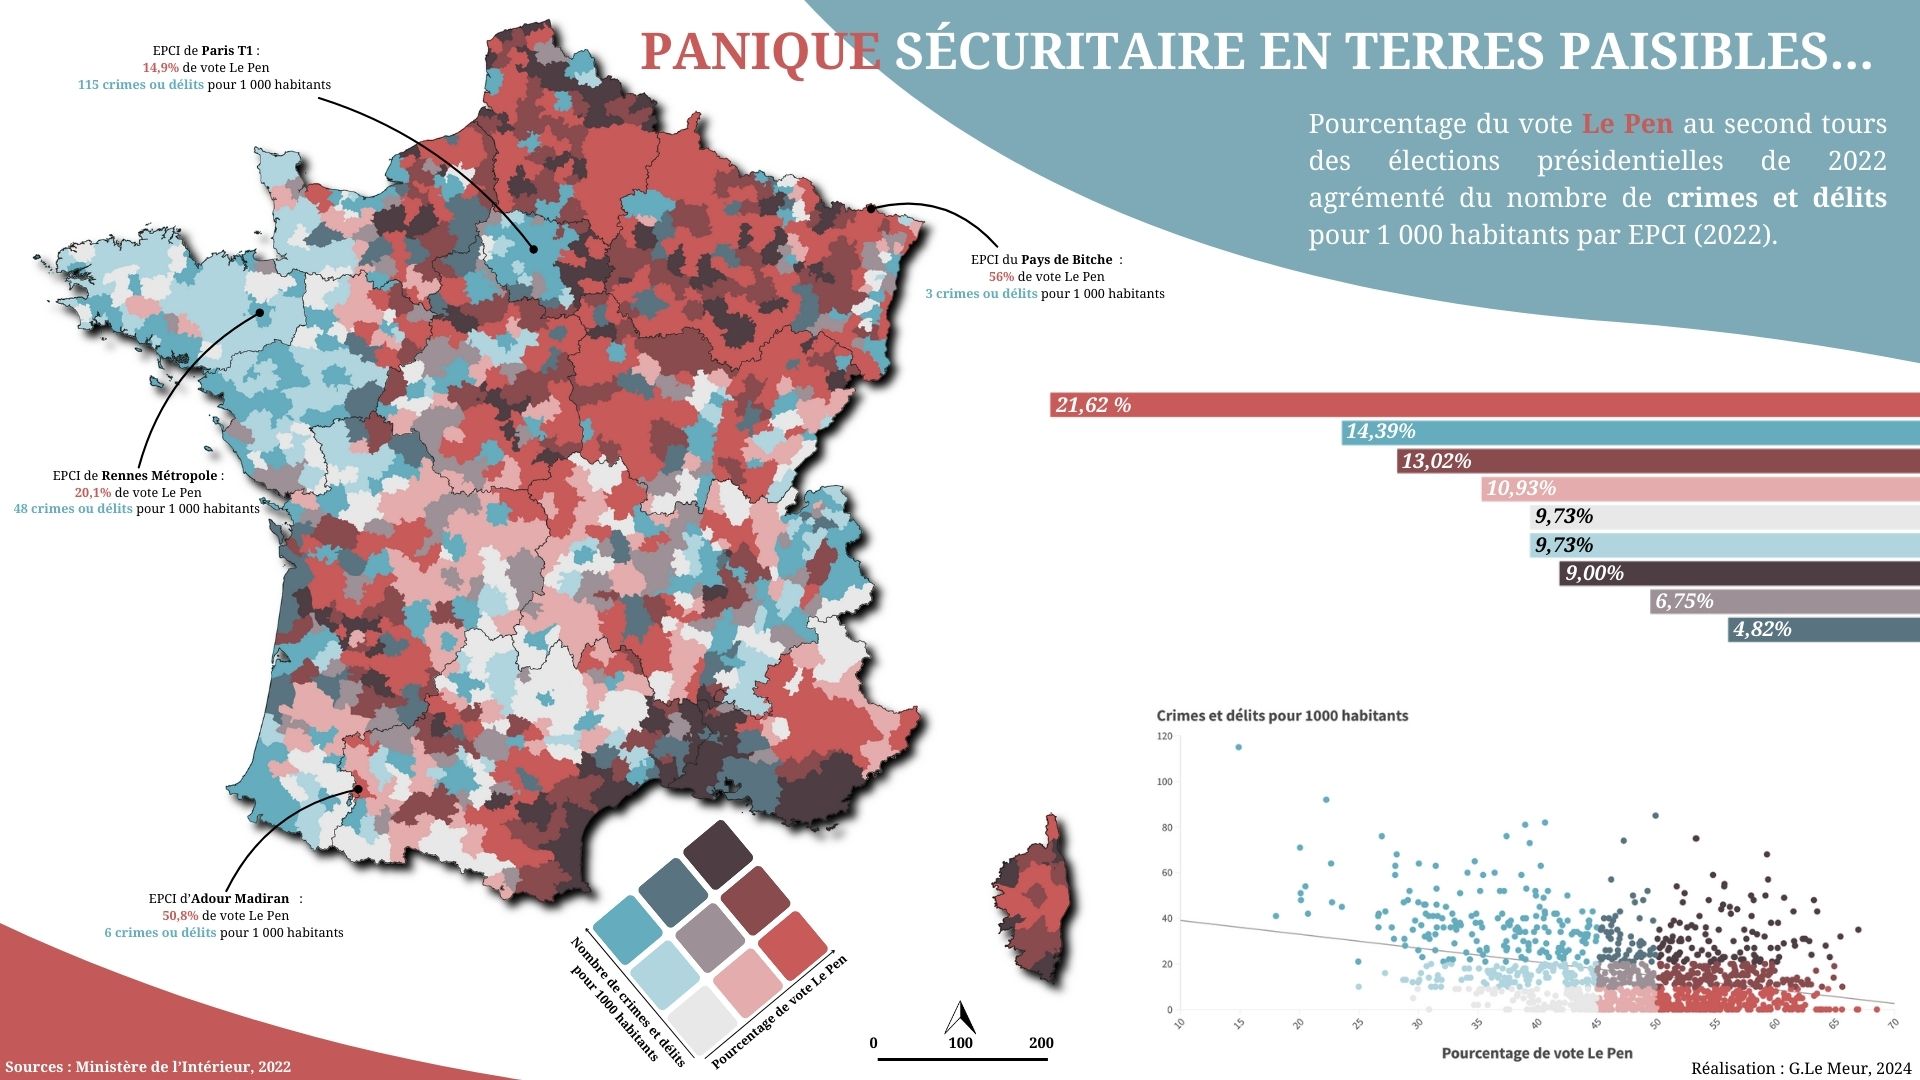 PANIQUE SÉCURITAIRE EN TERRES PAISIBLES...
Pourcentage du vote Le Pen au second tours
des élections présidentielles de 2022
agrémenté du nombre de crimes et délits
pour 1 000 habitants par EPCI (2022).
EPCI de Paris T1 :
14,9% de vote Le Pen
115 crimes ou délits pour 1 000 habitants
EPCI du Pays de Bitche :
56% de vote Le Pen
3 crimes ou délits pour 1 000 habitants
EPCI de Rennes Métropole :
20,1% de vote Le Pen
48 crimes ou délits pour 1 000 habitants
EPCI d'Adour Madiran :
50,8% de vote Le Pen
6 crimes ou délits pour 1 000 habitants
21,62 %
14,39%
13,02%
10,93%
9,73%
9,73%
9,00%
6,75%
4,82%
Crimes et délits pour 1000 habitants
120
100
80
60
40
20
0
10 15 20 25 30 35 40 45 50 55 60 65 70
Pourcentage de vote Le Pen
Nombre de crimes et délits
pour 1000 habitants
Pourcentage de vote Le Pen
0 100 200
Sources : Ministère de l'Intérieur, 2022
Réalisation : G.Le Meur, 2024